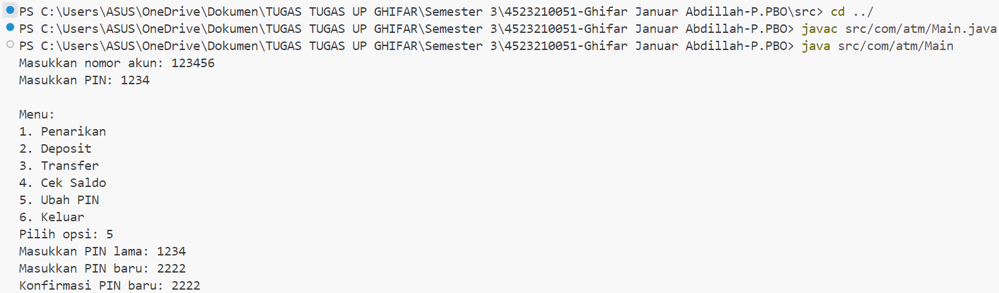 PS C:\Users\ASUS\OneDrive\Dokumen\TUGAS TUGAS UP GHIFAR\Semester 3\4523210051-Ghifar Januar Abdillah-P.PBO\src> cd ../
PS C:\Users\ASUS\OneDrive\Dokumen\TUGAS TUGAS UP GHIFAR\Semester 3\4523210051-Ghifar Januar Abdillah-P.PBO> javac src/com/atm/Main.java
PS C:\Users\ASUS\OneDrive\Dokumen\TUGAS TUGAS UP GHIFAR\Semester 3\4523210051-Ghifar Januar Abdillah-P.PBO> java src/com/atm/Main
Masukkan nomor akun: 123456
Masukkan PIN: 1234
Menu:
1. Penarikan
2. Deposit
3. Transfer
4. Cek Saldo
5. Ubah PIN
6. Keluar
Pilih opsi: 5
Masukkan PIN lama: 1234
Masukkan PIN baru: 2222
Konfirmasi PIN baru: 2222